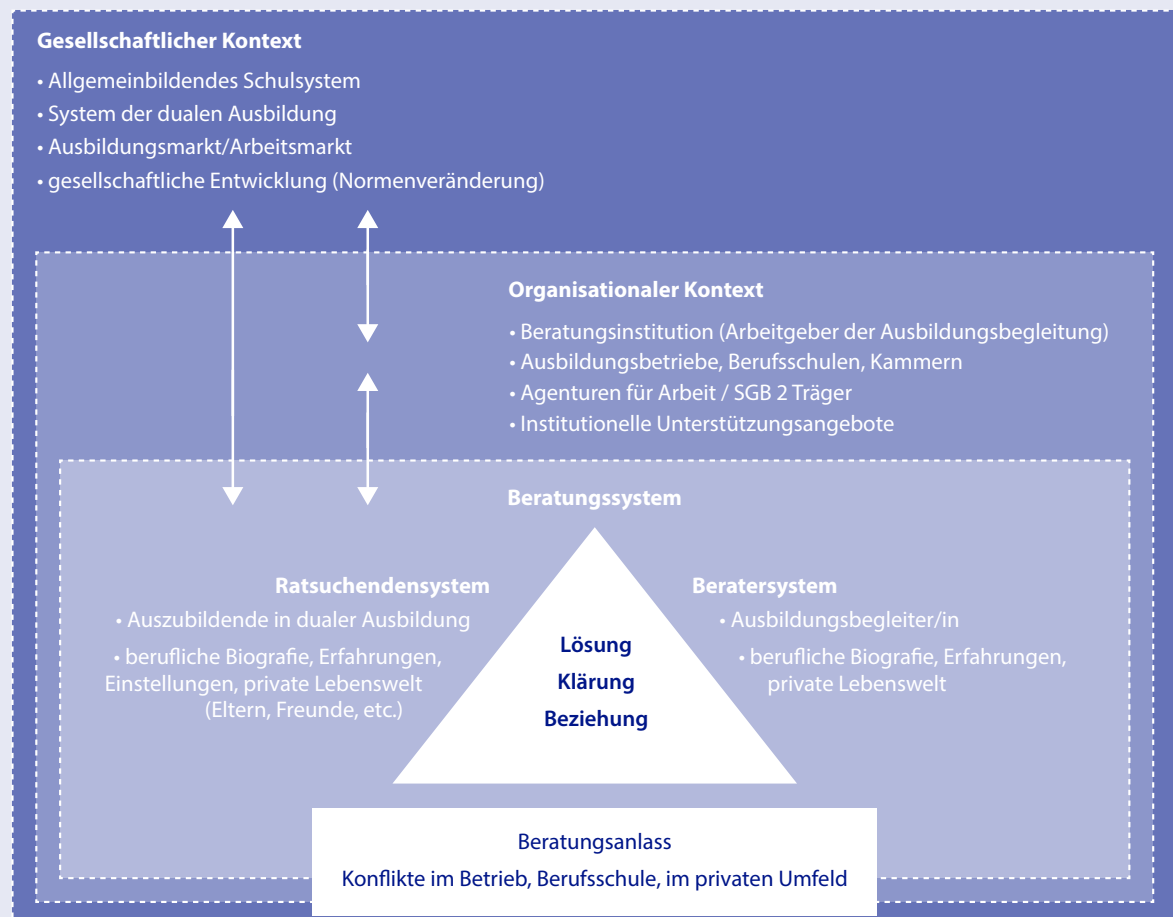 Gesellschaftlicher Kontext
• Allgemeinbildendes Schulsystem
• System der dualen Ausbildung
• Ausbildungsmarkt/Arbeitsmarkt
• gesellschaftliche Entwicklung (Normenveränderung)
Organisationaler Kontext
• Beratungsinstitution (Arbeitgeber der Ausbildungsbegleitung)
• Ausbildungsbetriebe, Berufsschulen, Kammern
• Agenturen für Arbeit / SGB 2 Träger
• Institutionelle Unterstützungsangebote
Beratungssystem
Ratsuchendensystem
• Auszubildende in dualer Ausbildung
• berufliche Biografie, Erfahrungen,
Einstellungen, private Lebenswelt
(Eltern, Freunde, etc.)
Lösung
Klärung
Beziehung
Beratersystem
• Ausbildungsbegleiter/in
• berufliche Biografie, Erfahrungen,
private Lebenswelt
Beratungsanlass
Konflikte im Betrieb, Berufsschule, im privaten Umfeld